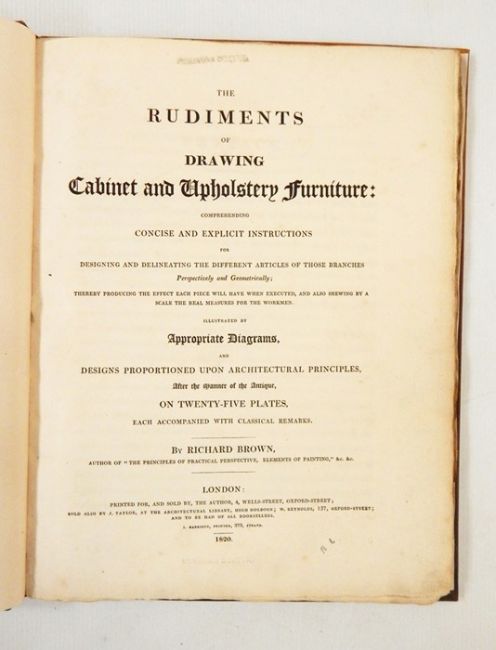 THE
RUDIMENTS
OF
DRAWING
Cabinet and Upholstery Furniture:
COMPREHENDING
CONCISE AND EXPLICIT INSTRUCTIONS
FOR
DESIGNING AND DELINEATING THE DIFFERENT ARTICLES OF THOSE BRANCHES
Perspectively and Geometrically;
THEREBY PRODUCING THE EFFECT EACH PIECE WILL HAVE WHEN EXECUTED, AND ALSO SHEWING BY A
SCALE THE REAL MEASURES FOR THE WORKMEN.
ILLUSTRATED BY
Appropriate Diagrams,
AND
DESIGNS PROPORTIONED UPON ARCHITECTURAL PRINCIPLES,
After the Manner of the Antique,
ON TWENTY-FIVE PLATES,
EACH ACCOMPANIED WITH CLASSICAL REMARKS.
BY RICHARD BROWN,
AUTHOR OF "THE PRINCIPLES OF PRACTICAL PERSPECTIVE, ELEMENTS OF PAINTING," &c. &c.
LONDON:
PRINTED FOR, AND SOLD BY, THE AUTHOR, 4, WELLS-STREET, OXFORD-STREET;
SOLD ALSO BY J. TAYLOR, AT THE ARCHITECTURAL LIBRARY, HIGH HOLBORN; W. REYNOLDS, 137, OXFORD-STREET;
AND TO BE HAD OF ALL BOOKSELLERS.
PRINTER, 373, STRAND.
1820.